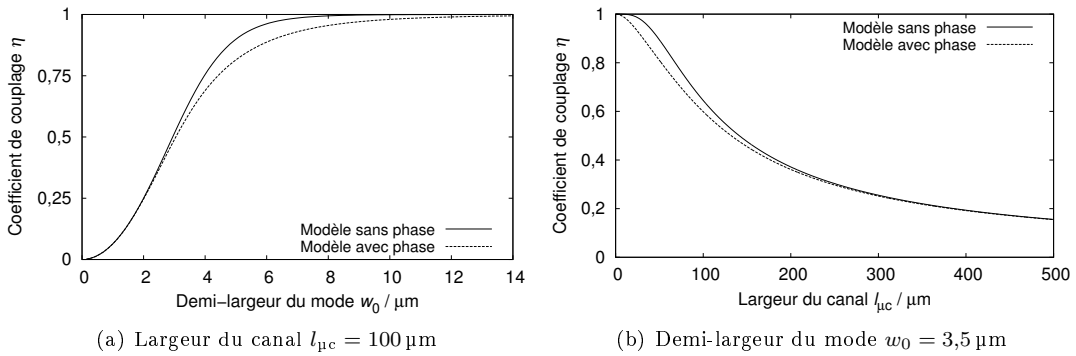 Coefficient de couplage η
1
0,75
0,5
0,25
0
0 2 4 6 8 10 12 14
Modèle sans phase
Modèle avec phase
Demi−largeur du mode w₀ / μm
(a) Largeur du canal lμc = 100 μm
Coefficient de couplage η
1
0,8
0,6
0,4
0,2
0
0 100 200 300 400 500
Modèle sans phase
Modèle avec phase
Largeur du canal lμc / μm
(b) Demi-largeur du mode w₀ = 3,5 μm